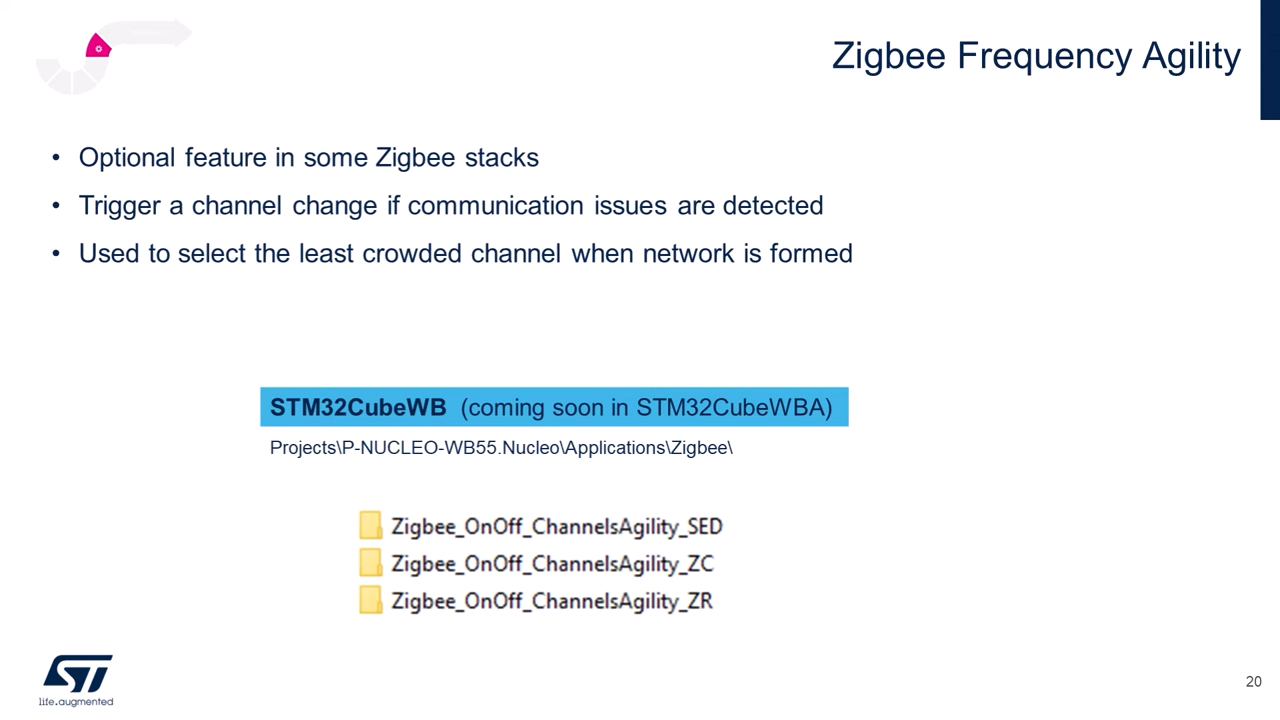 Zigbee Frequency Agility
• Optional feature in some Zigbee stacks
• Trigger a channel change if communication issues are detected
• Used to select the least crowded channel when network is formed
STM32CubeWB (coming soon in STM32CubeWBA)
Projects\P-NUCLEO-WB55.Nucleo\Applications\Zigbee\
Zigbee_OnOff_ChannelsAgility_SED
Zigbee_OnOff_ChannelsAgility_ZC
Zigbee_OnOff_ChannelsAgility_ZR
ST
life.augmented
20